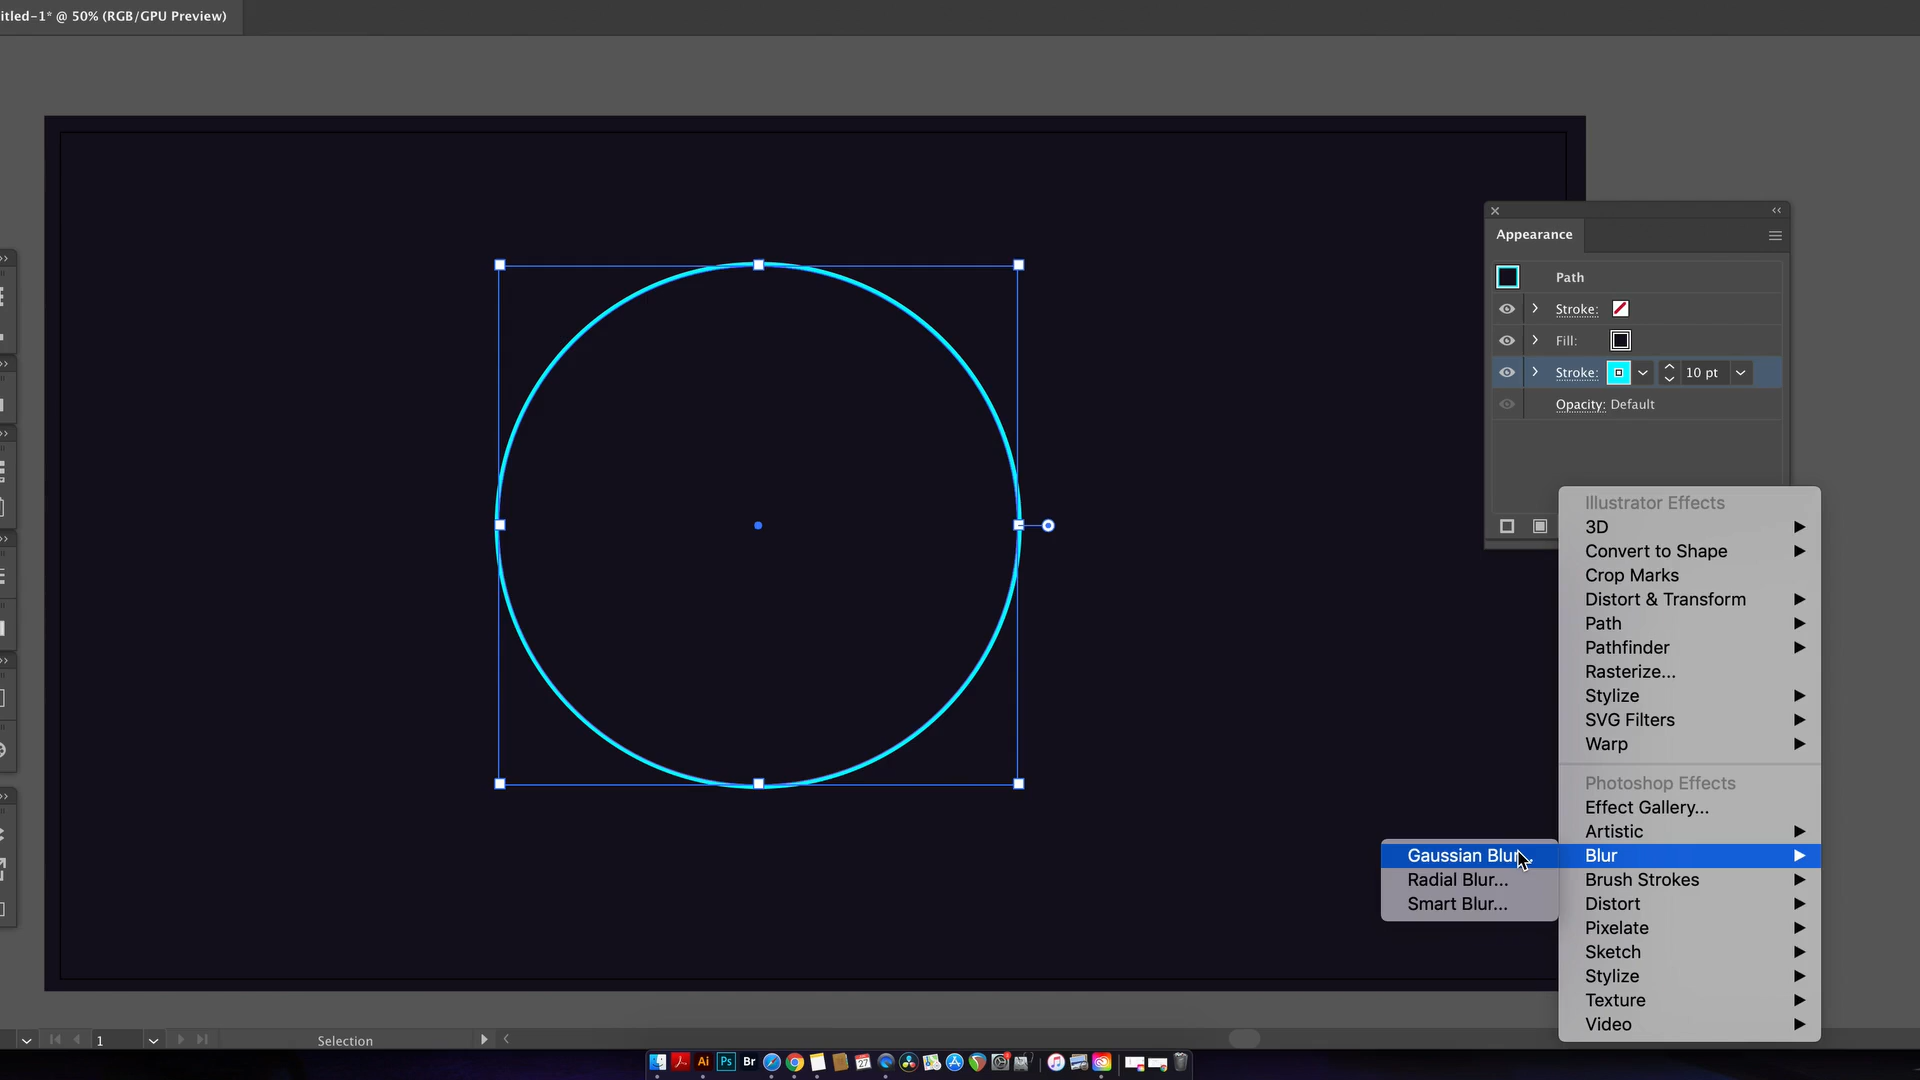 itled-1* @ 50% (RGB/GPU Preview)
Appearance
Path
Stroke:
Fill:
Stroke: 10 pt
Opacity: Default
Illustrator Effects
3D
Convert to Shape
Crop Marks
Distort & Transform
Path
Pathfinder
Rasterize...
Stylize
SVG Filters
Warp
Photoshop Effects
Effect Gallery...
Artistic
Blur
Gaussian Blur...
Radial Blur...
Smart Blur...
Brush Strokes
Distort
Pixelate
Sketch
Stylize
Texture
Video
1
Selection
Ai
Ps
Br
27